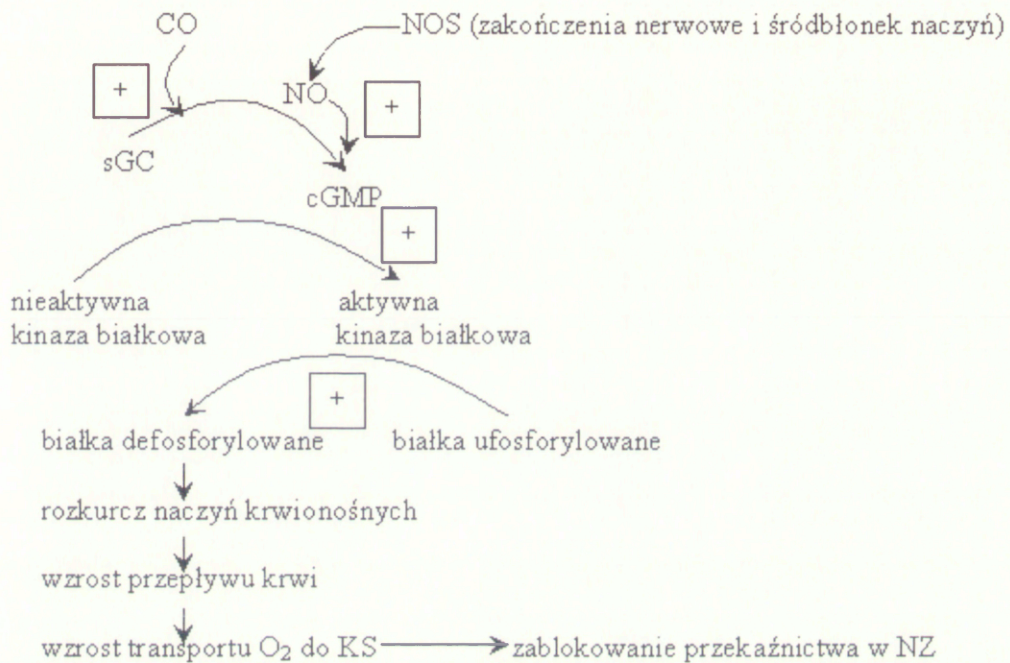 CO
NOS (zakończenia nerwowe i śródbłonek naczyń)
+
NO
+
sGC
cGMP
+
nieaktywna
kinaza białkowa
aktywna
kinaza białkowa
+
białka defosforylowane
białka ufosforylowane
rozkurcz naczyń krwionośnych
wzrost przepływu krwi
wzrost transportu O₂ do KS
zablokowanie przekaźnictwa w NZ